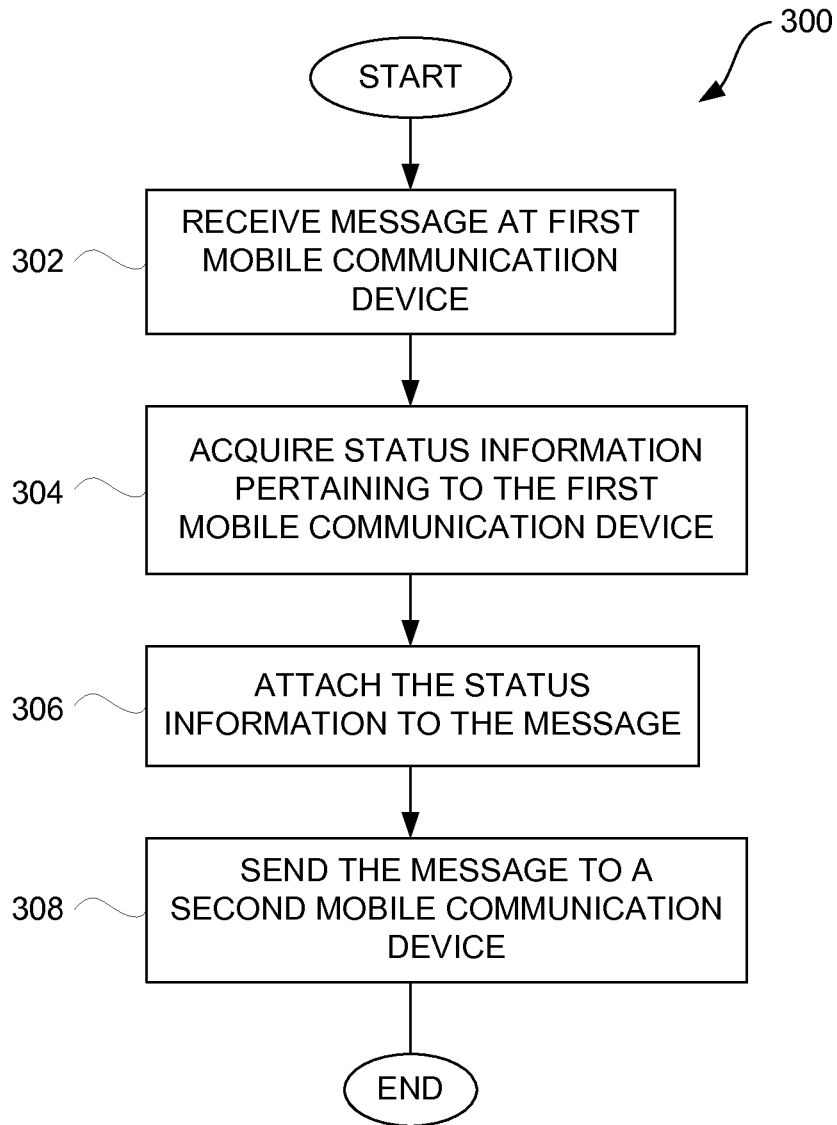 300
START
302
RECEIVE MESSAGE AT FIRST
MOBILE COMMUNICATIION
DEVICE
304
ACQUIRE STATUS INFORMATION
PERTAINING TO THE FIRST
MOBILE COMMUNICATION DEVICE
306
ATTACH THE STATUS
INFORMATION TO THE MESSAGE
308
SEND THE MESSAGE TO A
SECOND MOBILE COMMUNICATION
DEVICE
END